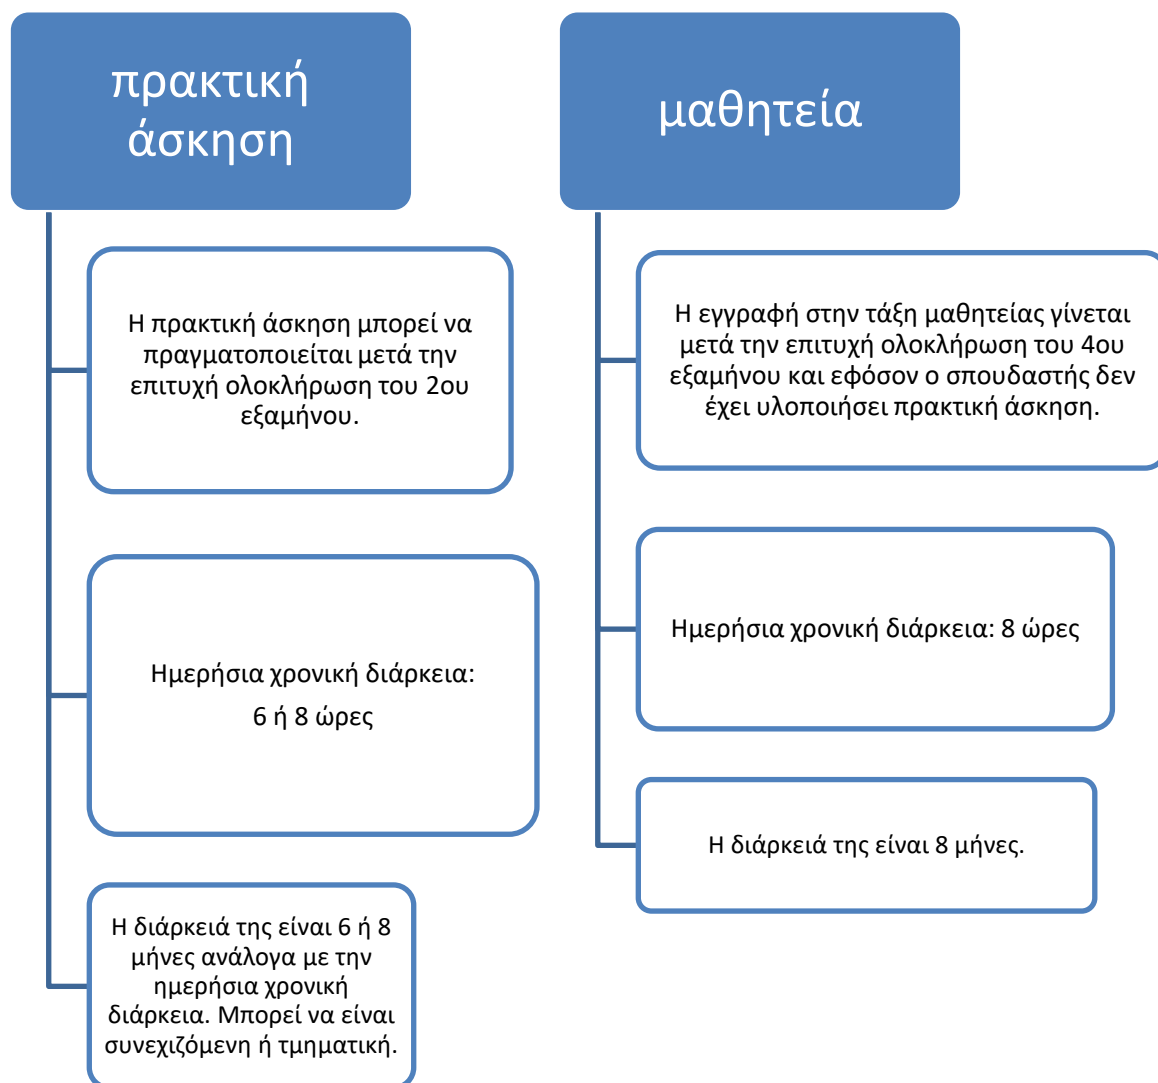 πρακτική
άσκηση
Η πρακτική άσκηση μπορεί να
πραγματοποιείται μετά την
επιτυχή ολοκλήρωση του 2ου
εξαμήνου.
Ημερήσια χρονική διάρκεια:
6 ή 8 ώρες
Η διάρκειά της είναι 6 ή 8
μήνες ανάλογα με την
ημερήσια χρονική
διάρκεια. Μπορεί να είναι
συνεχιζόμενη ή τμηματική.
μαθητεία
Η εγγραφή στην τάξη μαθητείας γίνεται
μετά την επιτυχή ολοκλήρωση του 4ου
εξαμήνου και εφόσον ο σπουδαστής δεν
έχει υλοποιήσει πρακτική άσκηση.
Ημερήσια χρονική διάρκεια: 8 ώρες
Η διάρκειά της είναι 8 μήνες.